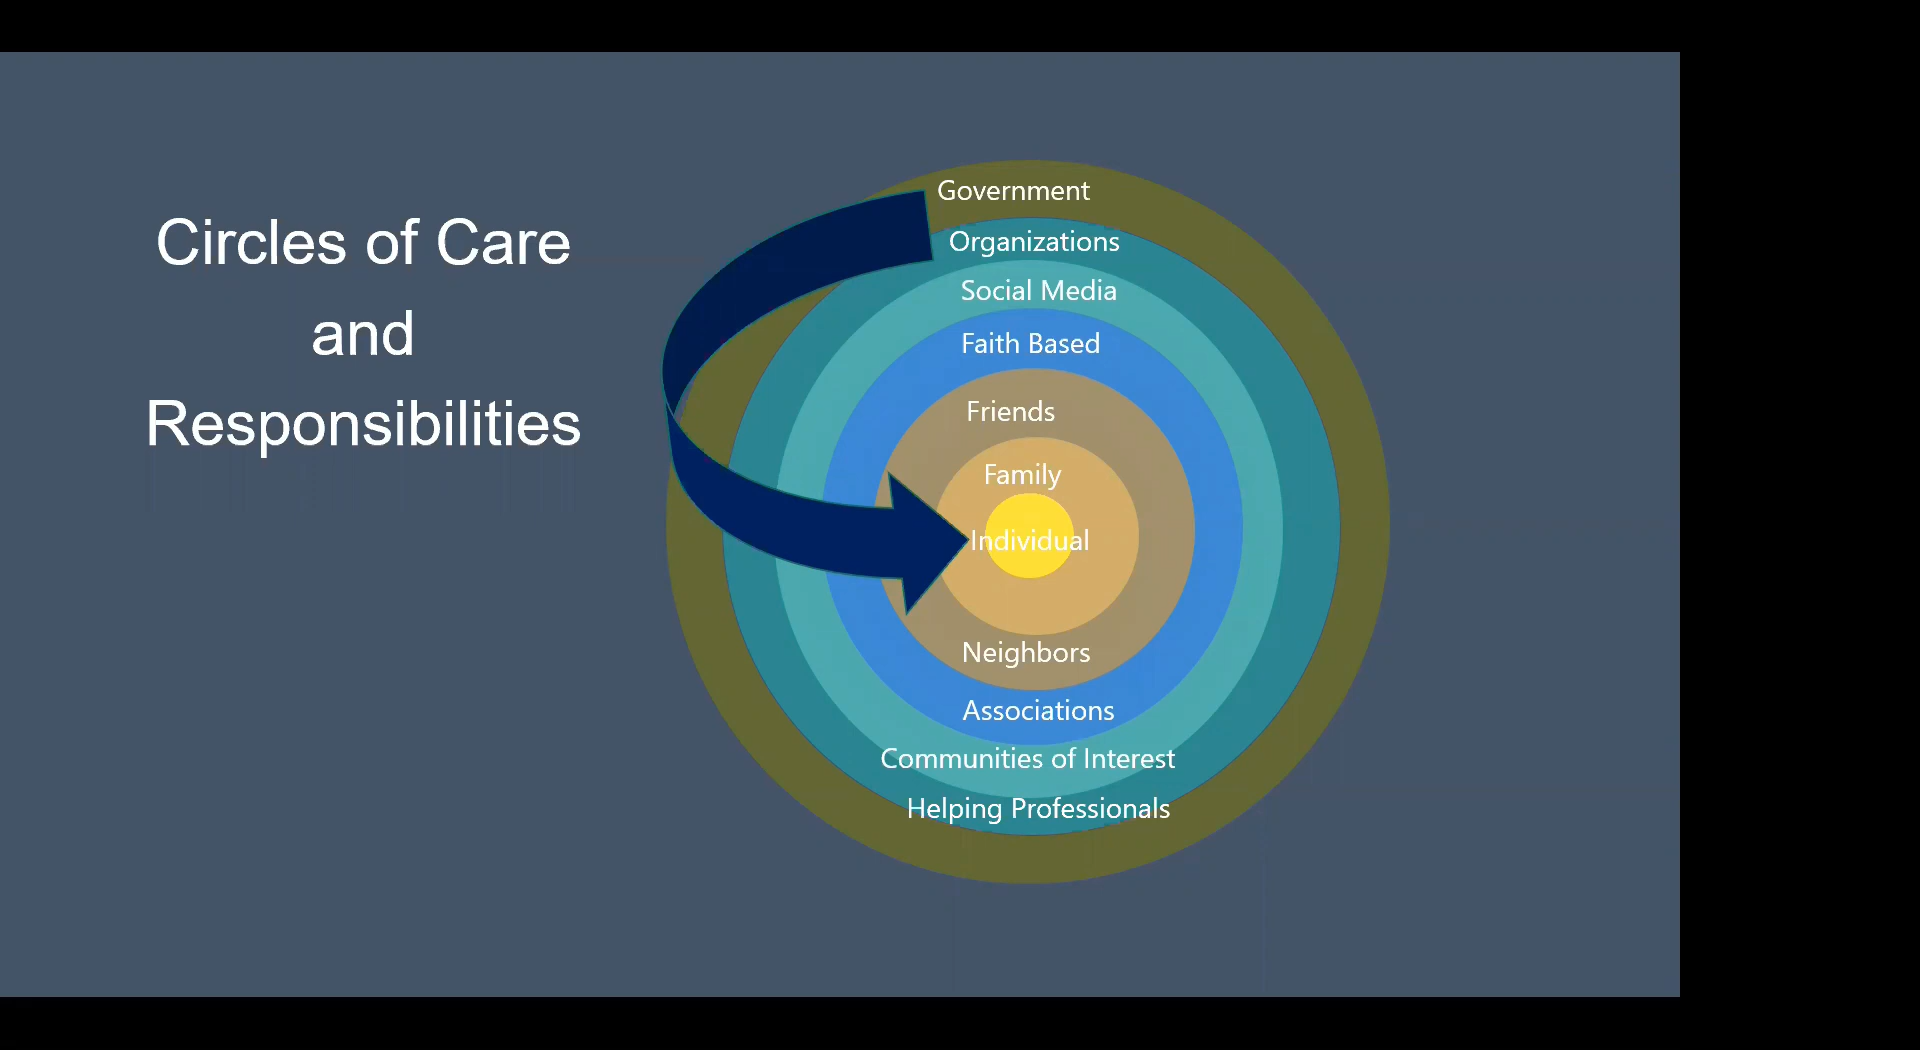 Circles of Care
and
Responsibilities
Government
Organizations
Social Media
Faith Based
Friends
Family
Individual
Neighbors
Associations
Communities of Interest
Helping Professionals